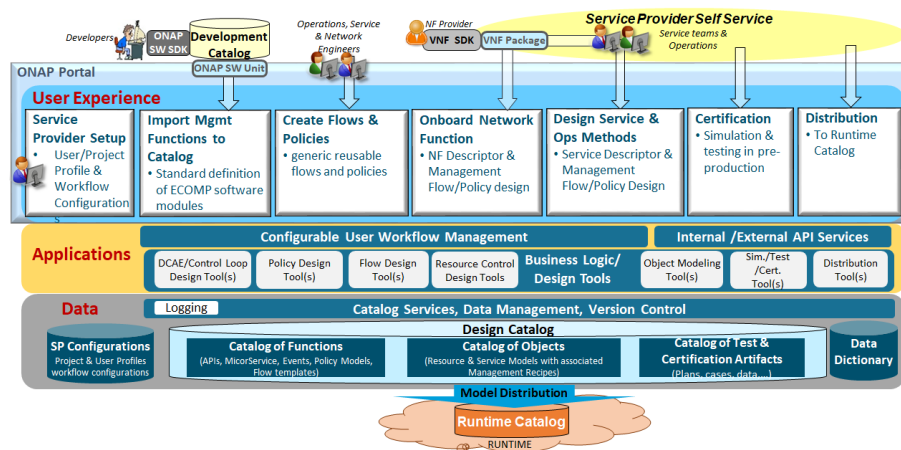 Service Provider Self Service
Service teams &
Operations
Developers
ONAP
SW SDK
Development
Catalog
ONAP SW Unit
Operations, Service
& Network
Engineers
NF Provider
VNF SDK
VNF Package
ONAP Portal
User Experience
Service
Provider Setup
• User/Project
Profile &
Workflow
Configuration
s
Import Mgmt
Functions to
Catalog
• Standard definition
of ECOMP software
modules
Create Flows &
Policies
• generic reusable
flows and policies
Onboard Network
Function
• NF Descriptor &
Management
Flow/Policy design
Design Service &
Ops Methods
• Service Descriptor &
Management
Flow/Policy Design
Certification
• Simulation &
testing in pre-
production
Distribution
• To Runtime
Catalog
Applications
Configurable User Workflow Management
Internal /External API Services
DCAE/Control Loop
Design Tool(s)
Policy Design
Tool(s)
Flow Design
Tool(s)
Resource Control
Design Tools
Business Logic/
Design Tools
Object Modeling
Tool(s)
Sim./Test
/Cert.
Tool(s)
Distribution
Tool(s)
Data
Logging
Catalog Services, Data Management, Version Control
SP Configurations
Project & User Profiles
workflow configurations
Design Catalog
Catalog of Functions
(APIs, MicorService, Events, Policy Models,
Flow templates)
Catalog of Objects
(Resource & Service Models with associated
Management Recipes)
Catalog of Test &
Certification Artifacts
(Plans, cases, data,...)
Data
Dictionary
Model Distribution
Runtime Catalog
RUNTIME